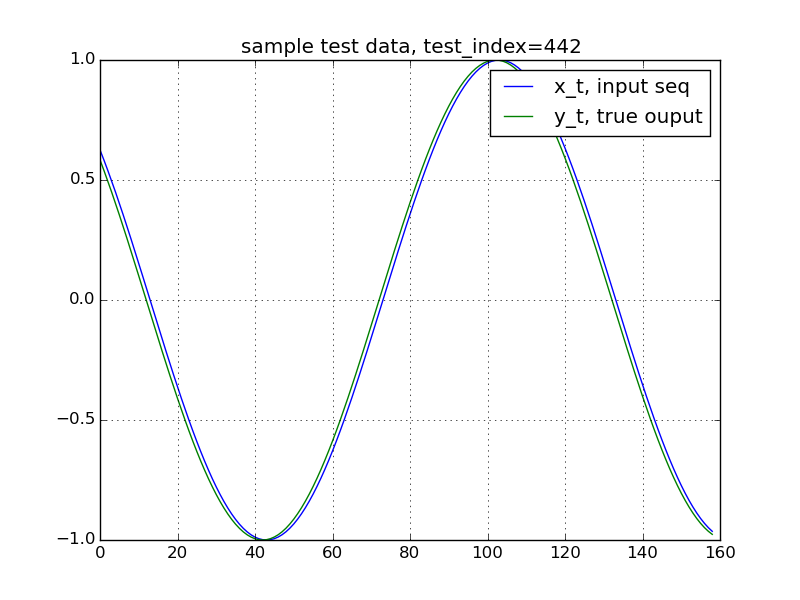 sample test data, test_index=442
x_t, input seq
y_t, true ouput
1.0
0.5
0.0
−0.5
−1.0
0 20 40 60 80 100 120 140 160